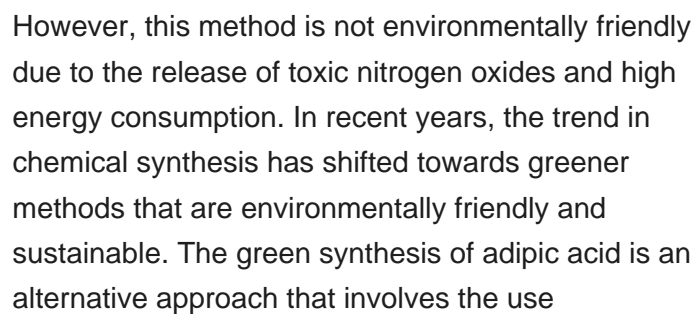 However, this method is not environmentally friendly
due to the release of toxic nitrogen oxides and high
energy consumption. In recent years, the trend in
chemical synthesis has shifted towards greener
methods that are environmentally friendly and
sustainable. The green synthesis of adipic acid is an
alternative approach that involves the use